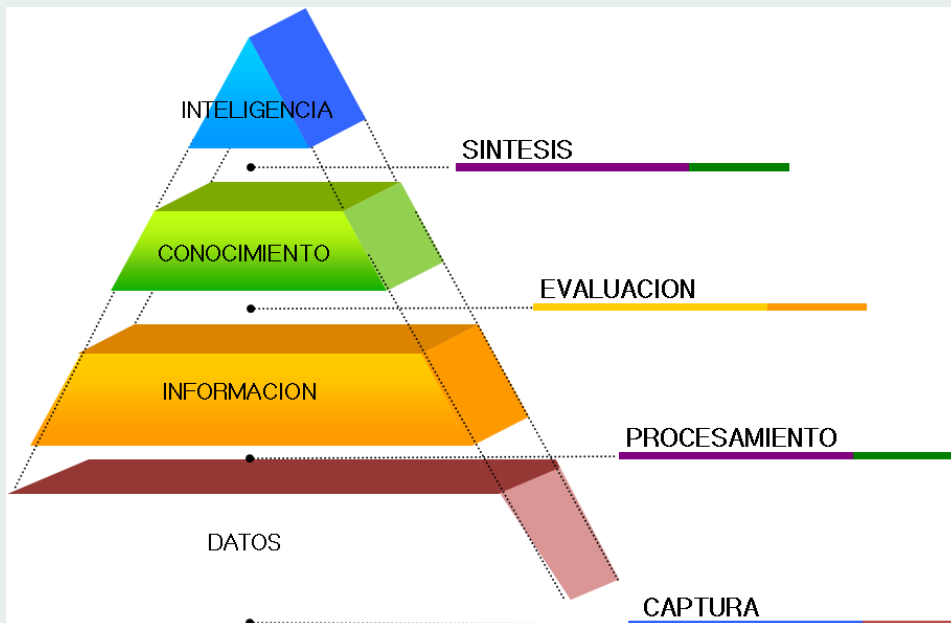 INTELIGENCIA
SINTESIS
CONOCIMIENTO
EVALUACION
INFORMACION
PROCESAMIENTO
DATOS
CAPTURA